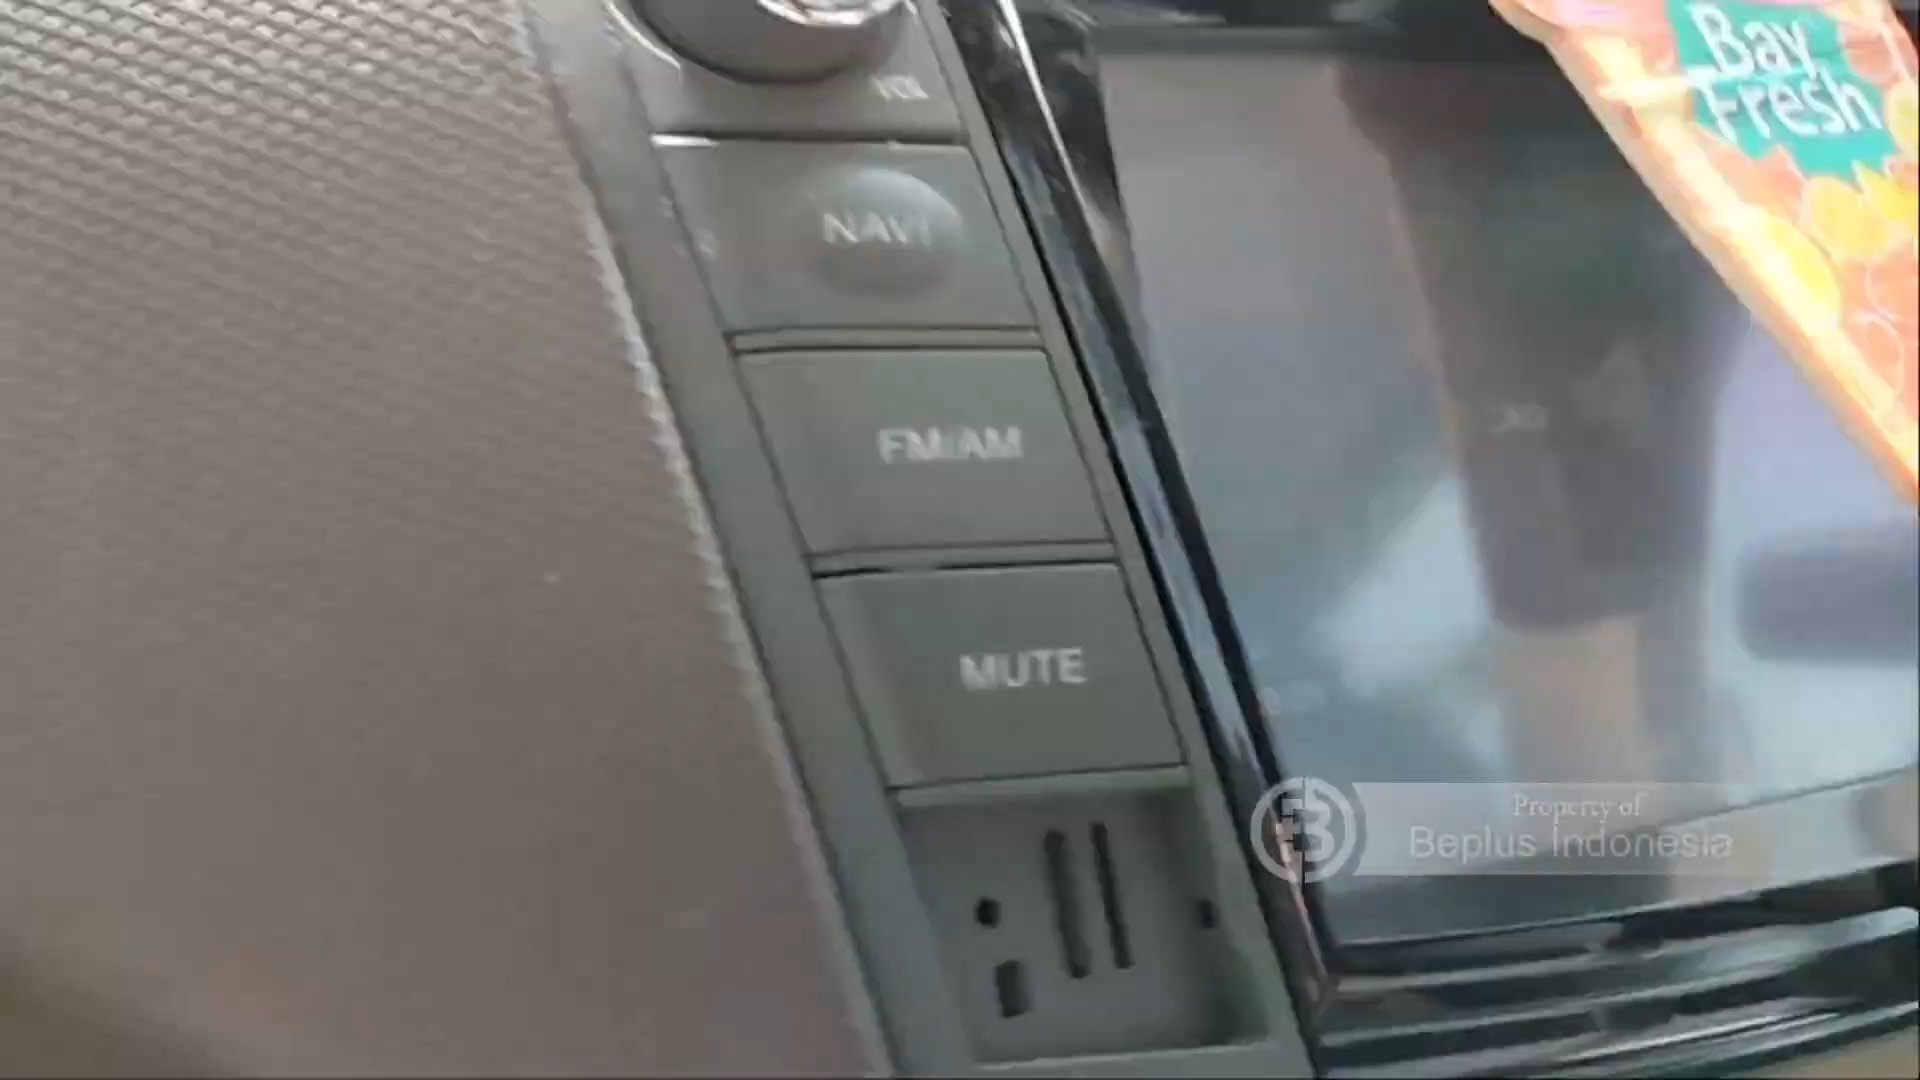 Bay
Fresh
VOL
NAVI
FM/AM
MUTE
Property of
Beplus Indonesia